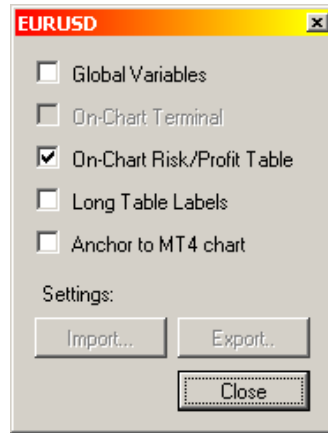 EURUSD
Global Variables
On-Chart Terminal
On-Chart Risk/Profit Table
Long Table Labels
Anchor to MT4 chart
Settings:
Import... Export..
Close